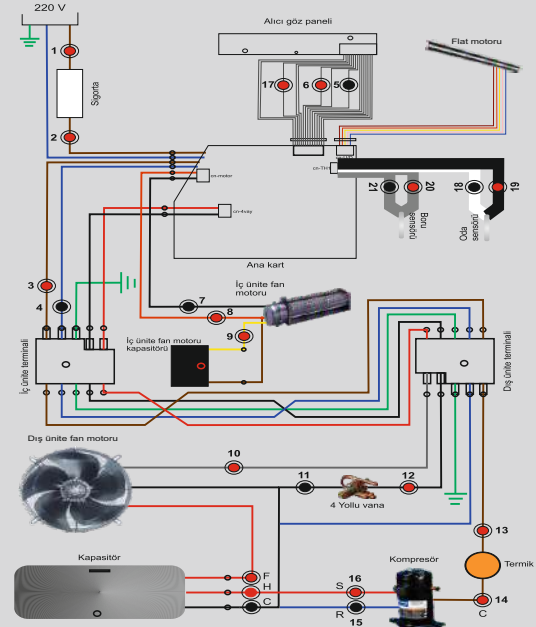 220 V
1
Sigorta
2
Alıcı göz paneli
17
6
5
Flat motoru
cn-motor
cn-4vay
cn-Tiri
21
20
18
19
Boru
sensörü
Oda
sensörü
Ana kart
3
4
7
8
9
İç ünite fan
motoru
İç ünite fan motoru
kapasitörü
İç ünite terminali
Dış ünite terminali
Dış ünite fan motoru
10
11
12
4 Yollu vana
13
Termik
14
C
Kapasitör
F
H
C
Kompresör
16
S
R
15